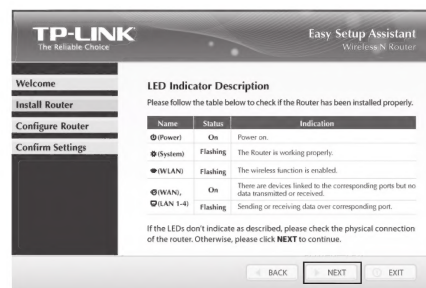 TP-LINK
The Reliable Choice
Easy Setup Assistant
Wireless N Router
Welcome
Install Router
Configure Router
Confirm Settings
LED Indicator Description
Please follow the table below to check if the Router has been installed properly.
Name Status Indication
(Power) On Power on.
(System) Flashing The Router is working properly.
(WLAN) Flashing The wireless function is enabled.
(WAN),
(LAN 1-4)
On There are devices linked to the corresponding ports but no
data transmitted or received.
Flashing Sending or receiving data over corresponding port.
If the LEDs don't indicate as described, please check the physical connection
of the router. Otherwise, please click NEXT to continue.
BACK NEXT EXIT